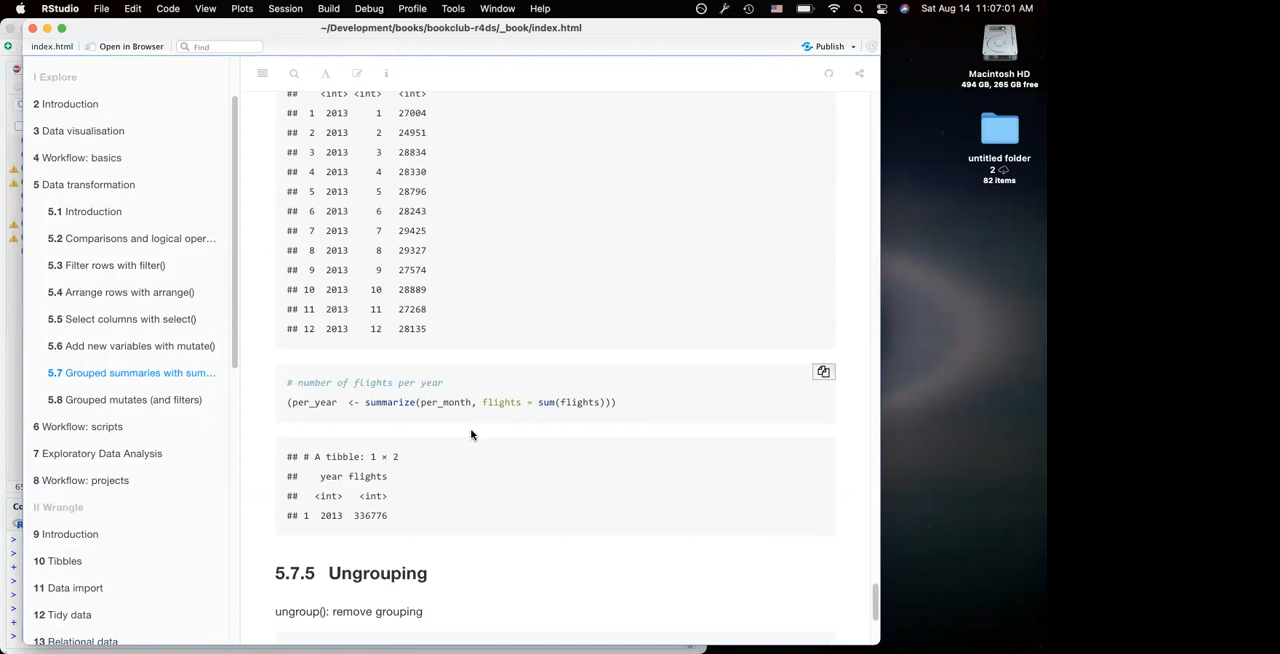 RStudio File Edit Code View Plots Session Build Debug Profile Tools Window Help Sat Aug 14 11:07:01 AM
~/Development/books/bookclub-r4ds/_book/index.html
index.html Open in Browser Find Publish
I Explore
2 Introduction
3 Data visualisation
4 Workflow: basics
5 Data transformation
5.1 Introduction
5.2 Comparisons and logical oper…
5.3 Filter rows with filter()
5.4 Arrange rows with arrange()
5.5 Select columns with select()
5.6 Add new variables with mutate()
5.7 Grouped summaries with sum…
5.8 Grouped mutates (and filters)
6 Workflow: scripts
7 Exploratory Data Analysis
8 Workflow: projects
II Wrangle
9 Introduction
10 Tibbles
11 Data import
12 Tidy data
13 Relational data
## <int> <int> <int>
## 1 2013 1 27004
## 2 2013 2 24951
## 3 2013 3 28834
## 4 2013 4 28330
## 5 2013 5 28796
## 6 2013 6 28243
## 7 2013 7 29425
## 8 2013 8 29327
## 9 2013 9 27574
## 10 2013 10 28889
## 11 2013 11 27268
## 12 2013 12 28135
# number of flights per year
(per_year <- summarize(per_month, flights = sum(flights)))
## # A tibble: 1 × 2
## year flights
## <int> <int>
## 1 2013 336776
5.7.5 Ungrouping
ungroup(): remove grouping
Macintosh HD
494 GB, 265 GB free
untitled folder
2
82 items